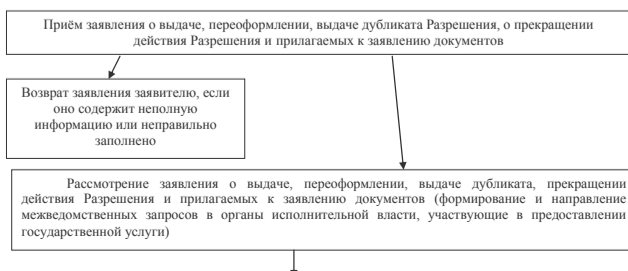 Приём заявления о выдаче, переоформлении, выдаче дубликата Разрешения, о прекращении
действия Разрешения и прилагаемых к заявлению документов
Возврат заявления заявителю, если
оно содержит неполную
информацию или неправильно
заполнено
Рассмотрение заявления о выдаче, переоформлении, выдаче дубликата, прекращении
действия Разрешения и прилагаемых к заявлению документов (формирование и направление
межведомственных запросов в органы исполнительной власти, участвующие в предоставлении
государственной услуги)